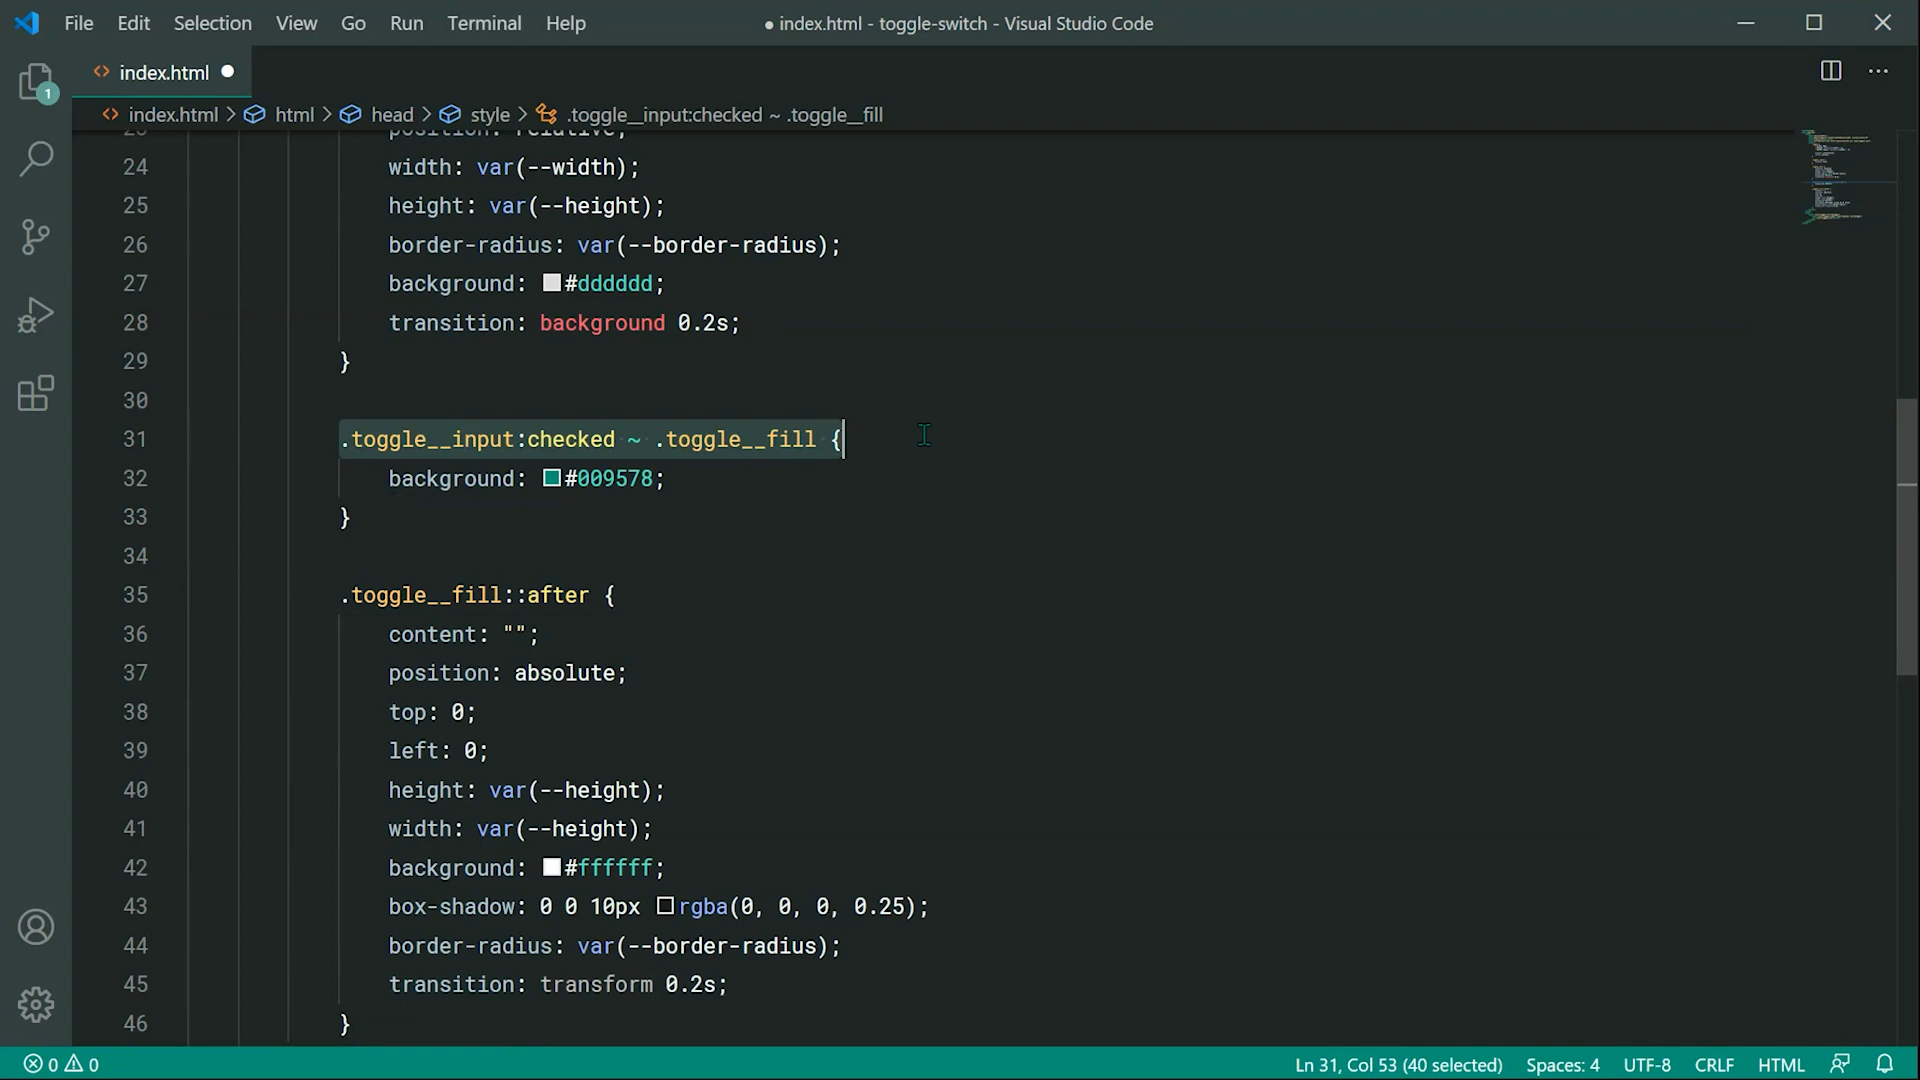 File Edit Selection View Go Run Terminal Help ● index.html - toggle-switch - Visual Studio Code
index.html
1
index.html > html > head > style > .toggle__input:checked ~ .toggle__fill
23 position: relative;
24 width: var(--width);
25 height: var(--height);
26 border-radius: var(--border-radius);
27 background: #dddddd;
28 transition: background 0.2s;
29 }
30
31 .toggle__input:checked ~ .toggle__fill {
32 background: #009578;
33 }
34
35 .toggle__fill::after {
36 content: "";
37 position: absolute;
38 top: 0;
39 left: 0;
40 height: var(--height);
41 width: var(--height);
42 background: #ffffff;
43 box-shadow: 0 0 10px rgba(0, 0, 0, 0.25);
44 border-radius: var(--border-radius);
45 transition: transform 0.2s;
46 }
0 0 Ln 31, Col 53 (40 selected) Spaces: 4 UTF-8 CRLF HTML